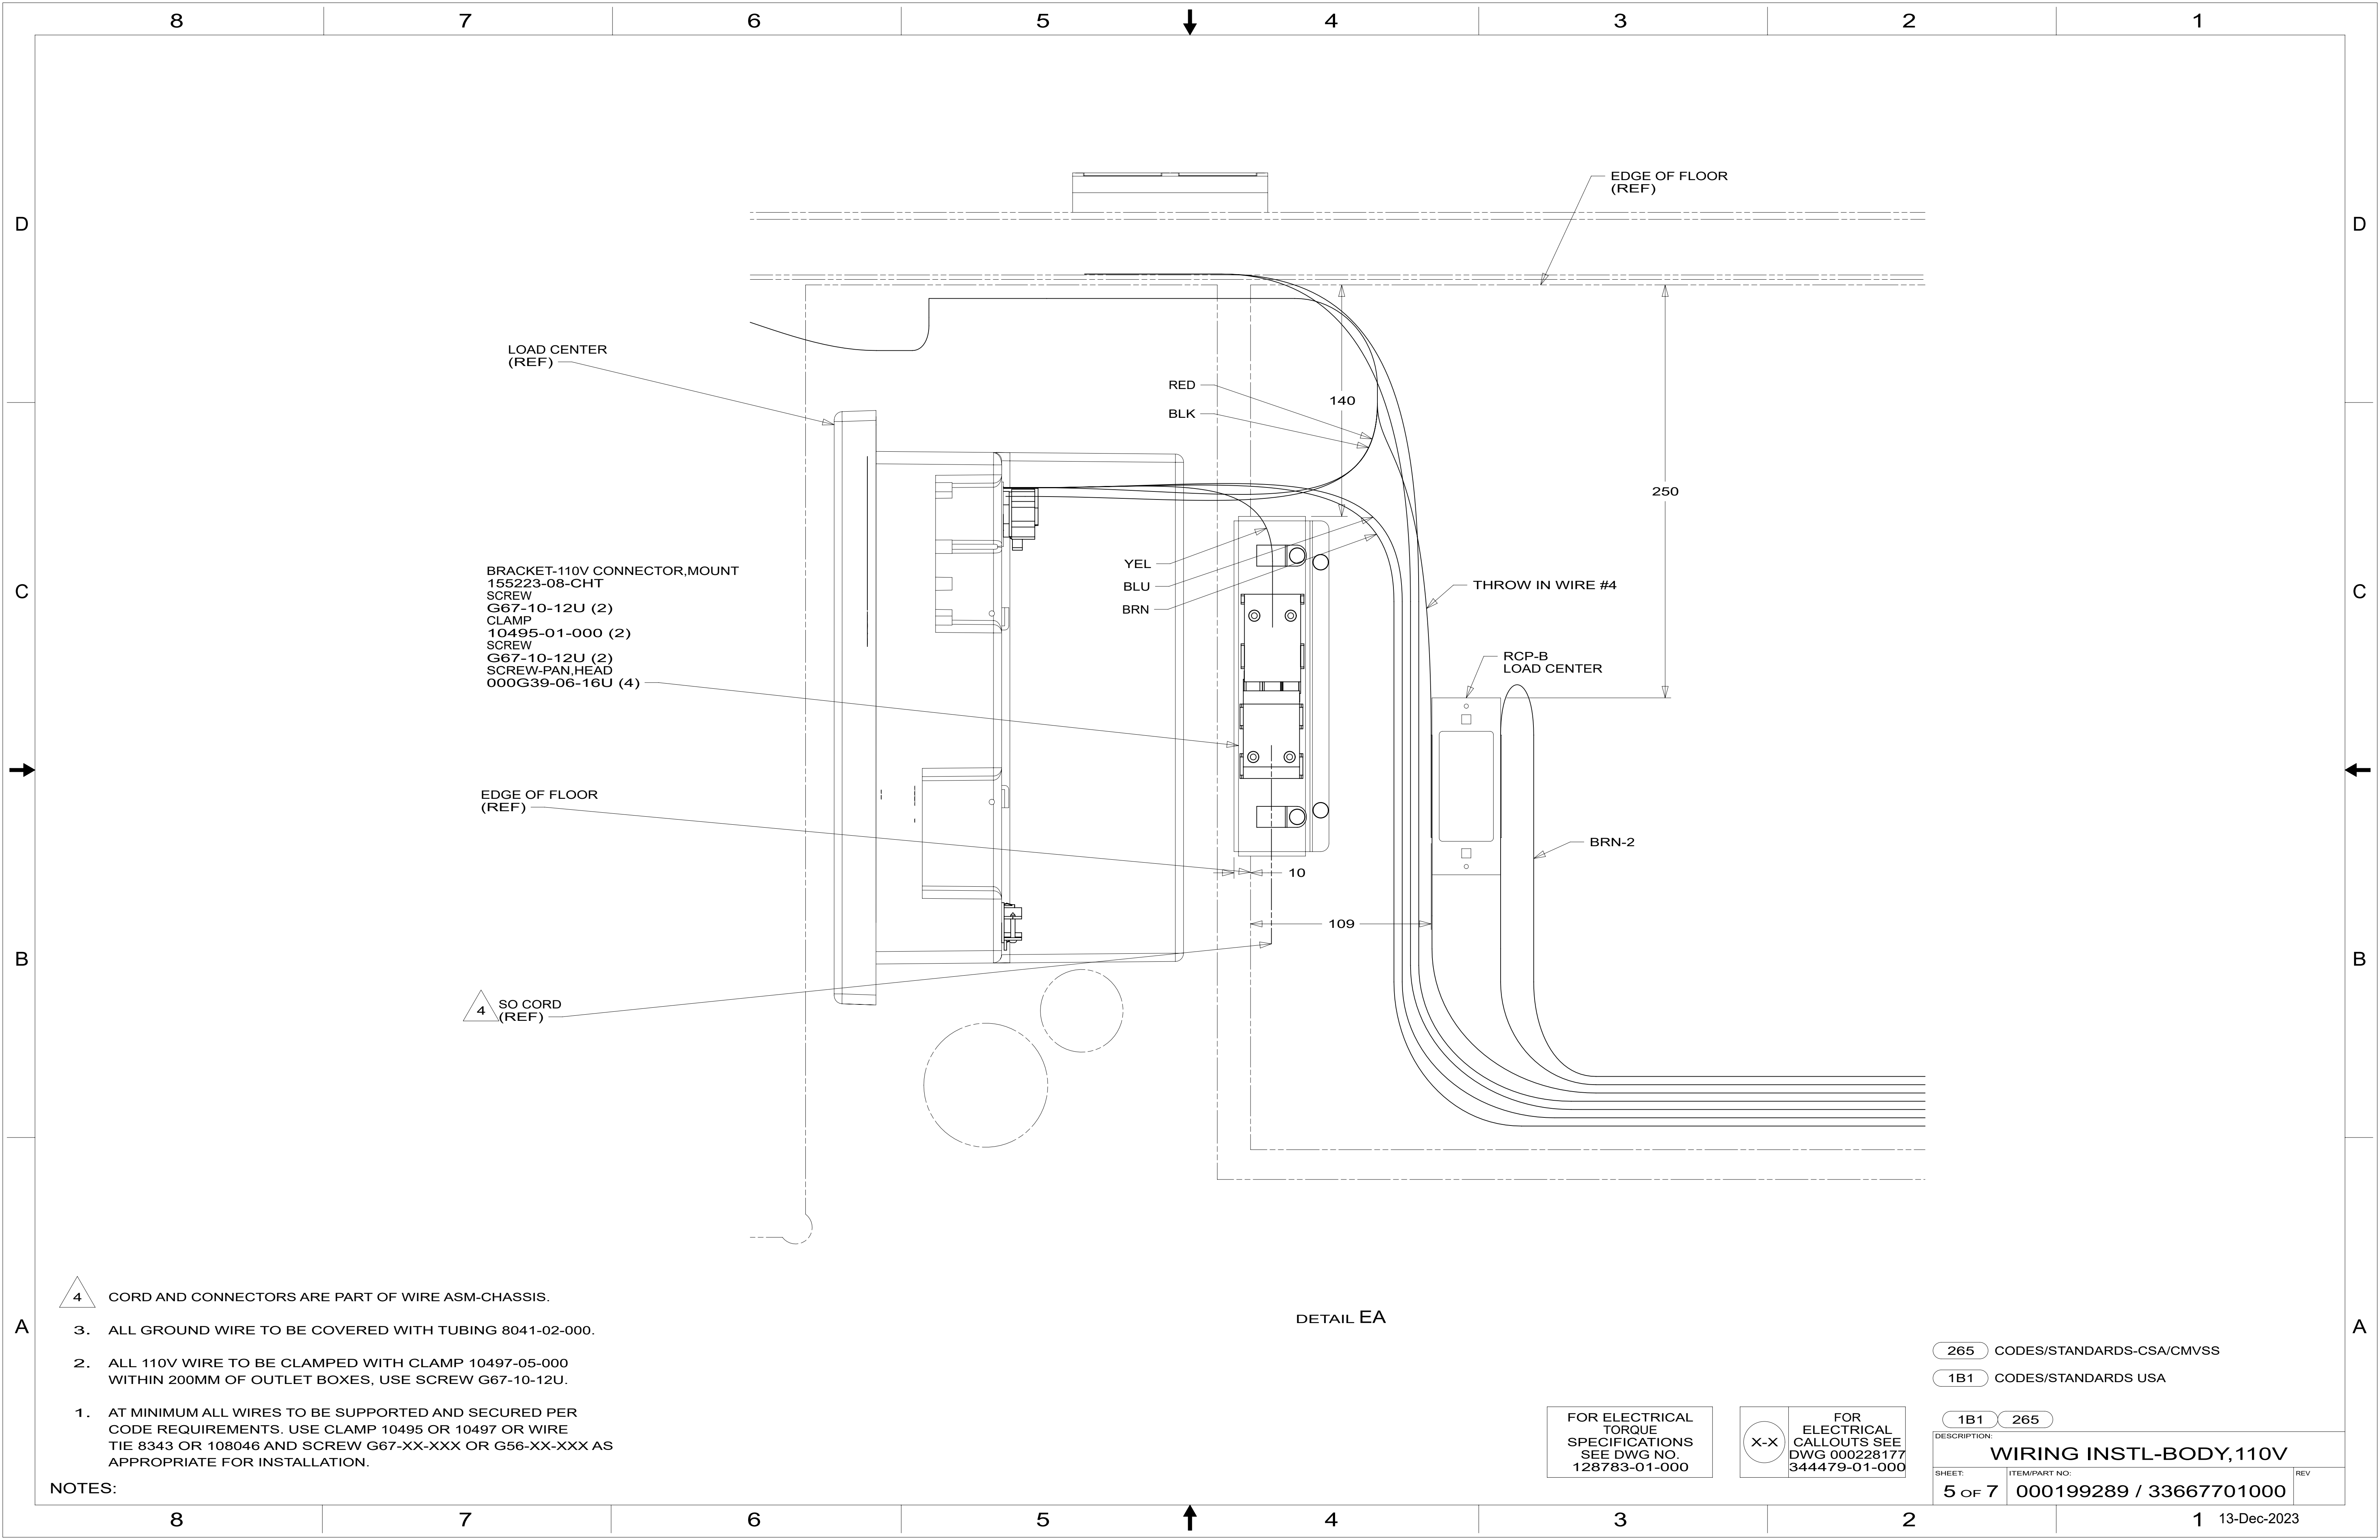 8 7 6 5 4 3 2 1
D
D
EDGE OF FLOOR
(REF)
LOAD CENTER
(REF)
RED
BLK
140
250
C
C
BRACKET-110V CONNECTOR,MOUNT
155223-08-CHT
SCREW
G67-10-12U (2)
CLAMP
10495-01-000 (2)
SCREW
G67-10-12U (2)
SCREW-PAN,HEAD
000G39-06-16U (4)
YEL
BLU
BRN
THROW IN WIRE #4
RCP-B
LOAD CENTER
EDGE OF FLOOR
(REF)
BRN-2
10
109
B
B
4
SO CORD
(REF)
4 CORD AND CONNECTORS ARE PART OF WIRE ASM-CHASSIS.
A
A
3. ALL GROUND WIRE TO BE COVERED WITH TUBING 8041-02-000.
2. ALL 110V WIRE TO BE CLAMPED WITH CLAMP 10497-05-000
WITHIN 200MM OF OUTLET BOXES, USE SCREW G67-10-12U.
1. AT MINIMUM ALL WIRES TO BE SUPPORTED AND SECURED PER
CODE REQUIREMENTS. USE CLAMP 10495 OR 10497 OR WIRE
TIE 8343 OR 108046 AND SCREW G67-XX-XXX OR G56-XX-XXX AS
APPROPRIATE FOR INSTALLATION.
NOTES:
DETAIL EA
265 CODES/STANDARDS-CSA/CMVSS
1B1 CODES/STANDARDS USA
1B1 265
FOR ELECTRICAL
TORQUE
SPECIFICATIONS
SEE DWG NO.
128783-01-000
X-X
FOR
ELECTRICAL
CALLOUTS SEE
DWG 000228177
344479-01-000
DESCRIPTION:
WIRING INSTL-BODY,110V
SHEET:
5 OF 7
ITEM/PART NO:
000199289 / 33667701000
REV
8 7 6 5 4 3 2 1
13-Dec-2023